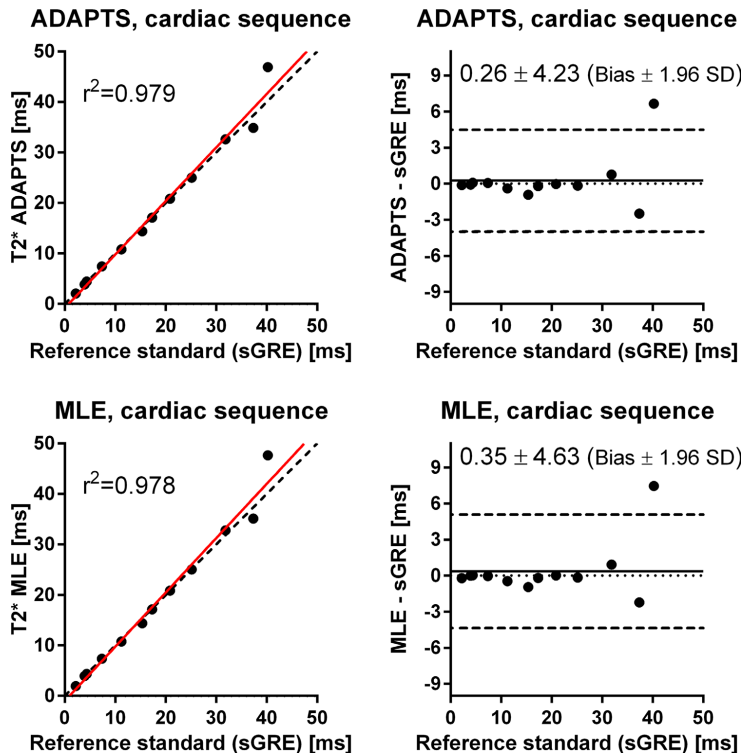 ADAPTS, cardiac sequence
50
40
30
20
10
0
T2* ADAPTS [ms]
r²=0.979
0 10 20 30 40 50
Reference standard (sGRE) [ms]
ADAPTS, cardiac sequence
9
6
3
0
-3
-6
-9
ADAPTS - sGRE [ms]
0.26 ± 4.23 (Bias ± 1.96 SD)
0 10 20 30 40 50
Reference standard (sGRE) [ms]
MLE, cardiac sequence
50
40
30
20
10
0
T2* MLE [ms]
r²=0.978
0 10 20 30 40 50
Reference standard (sGRE) [ms]
MLE, cardiac sequence
9
6
3
0
-3
-6
-9
MLE - sGRE [ms]
0.35 ± 4.63 (Bias ± 1.96 SD)
0 10 20 30 40 50
Reference standard (sGRE) [ms]